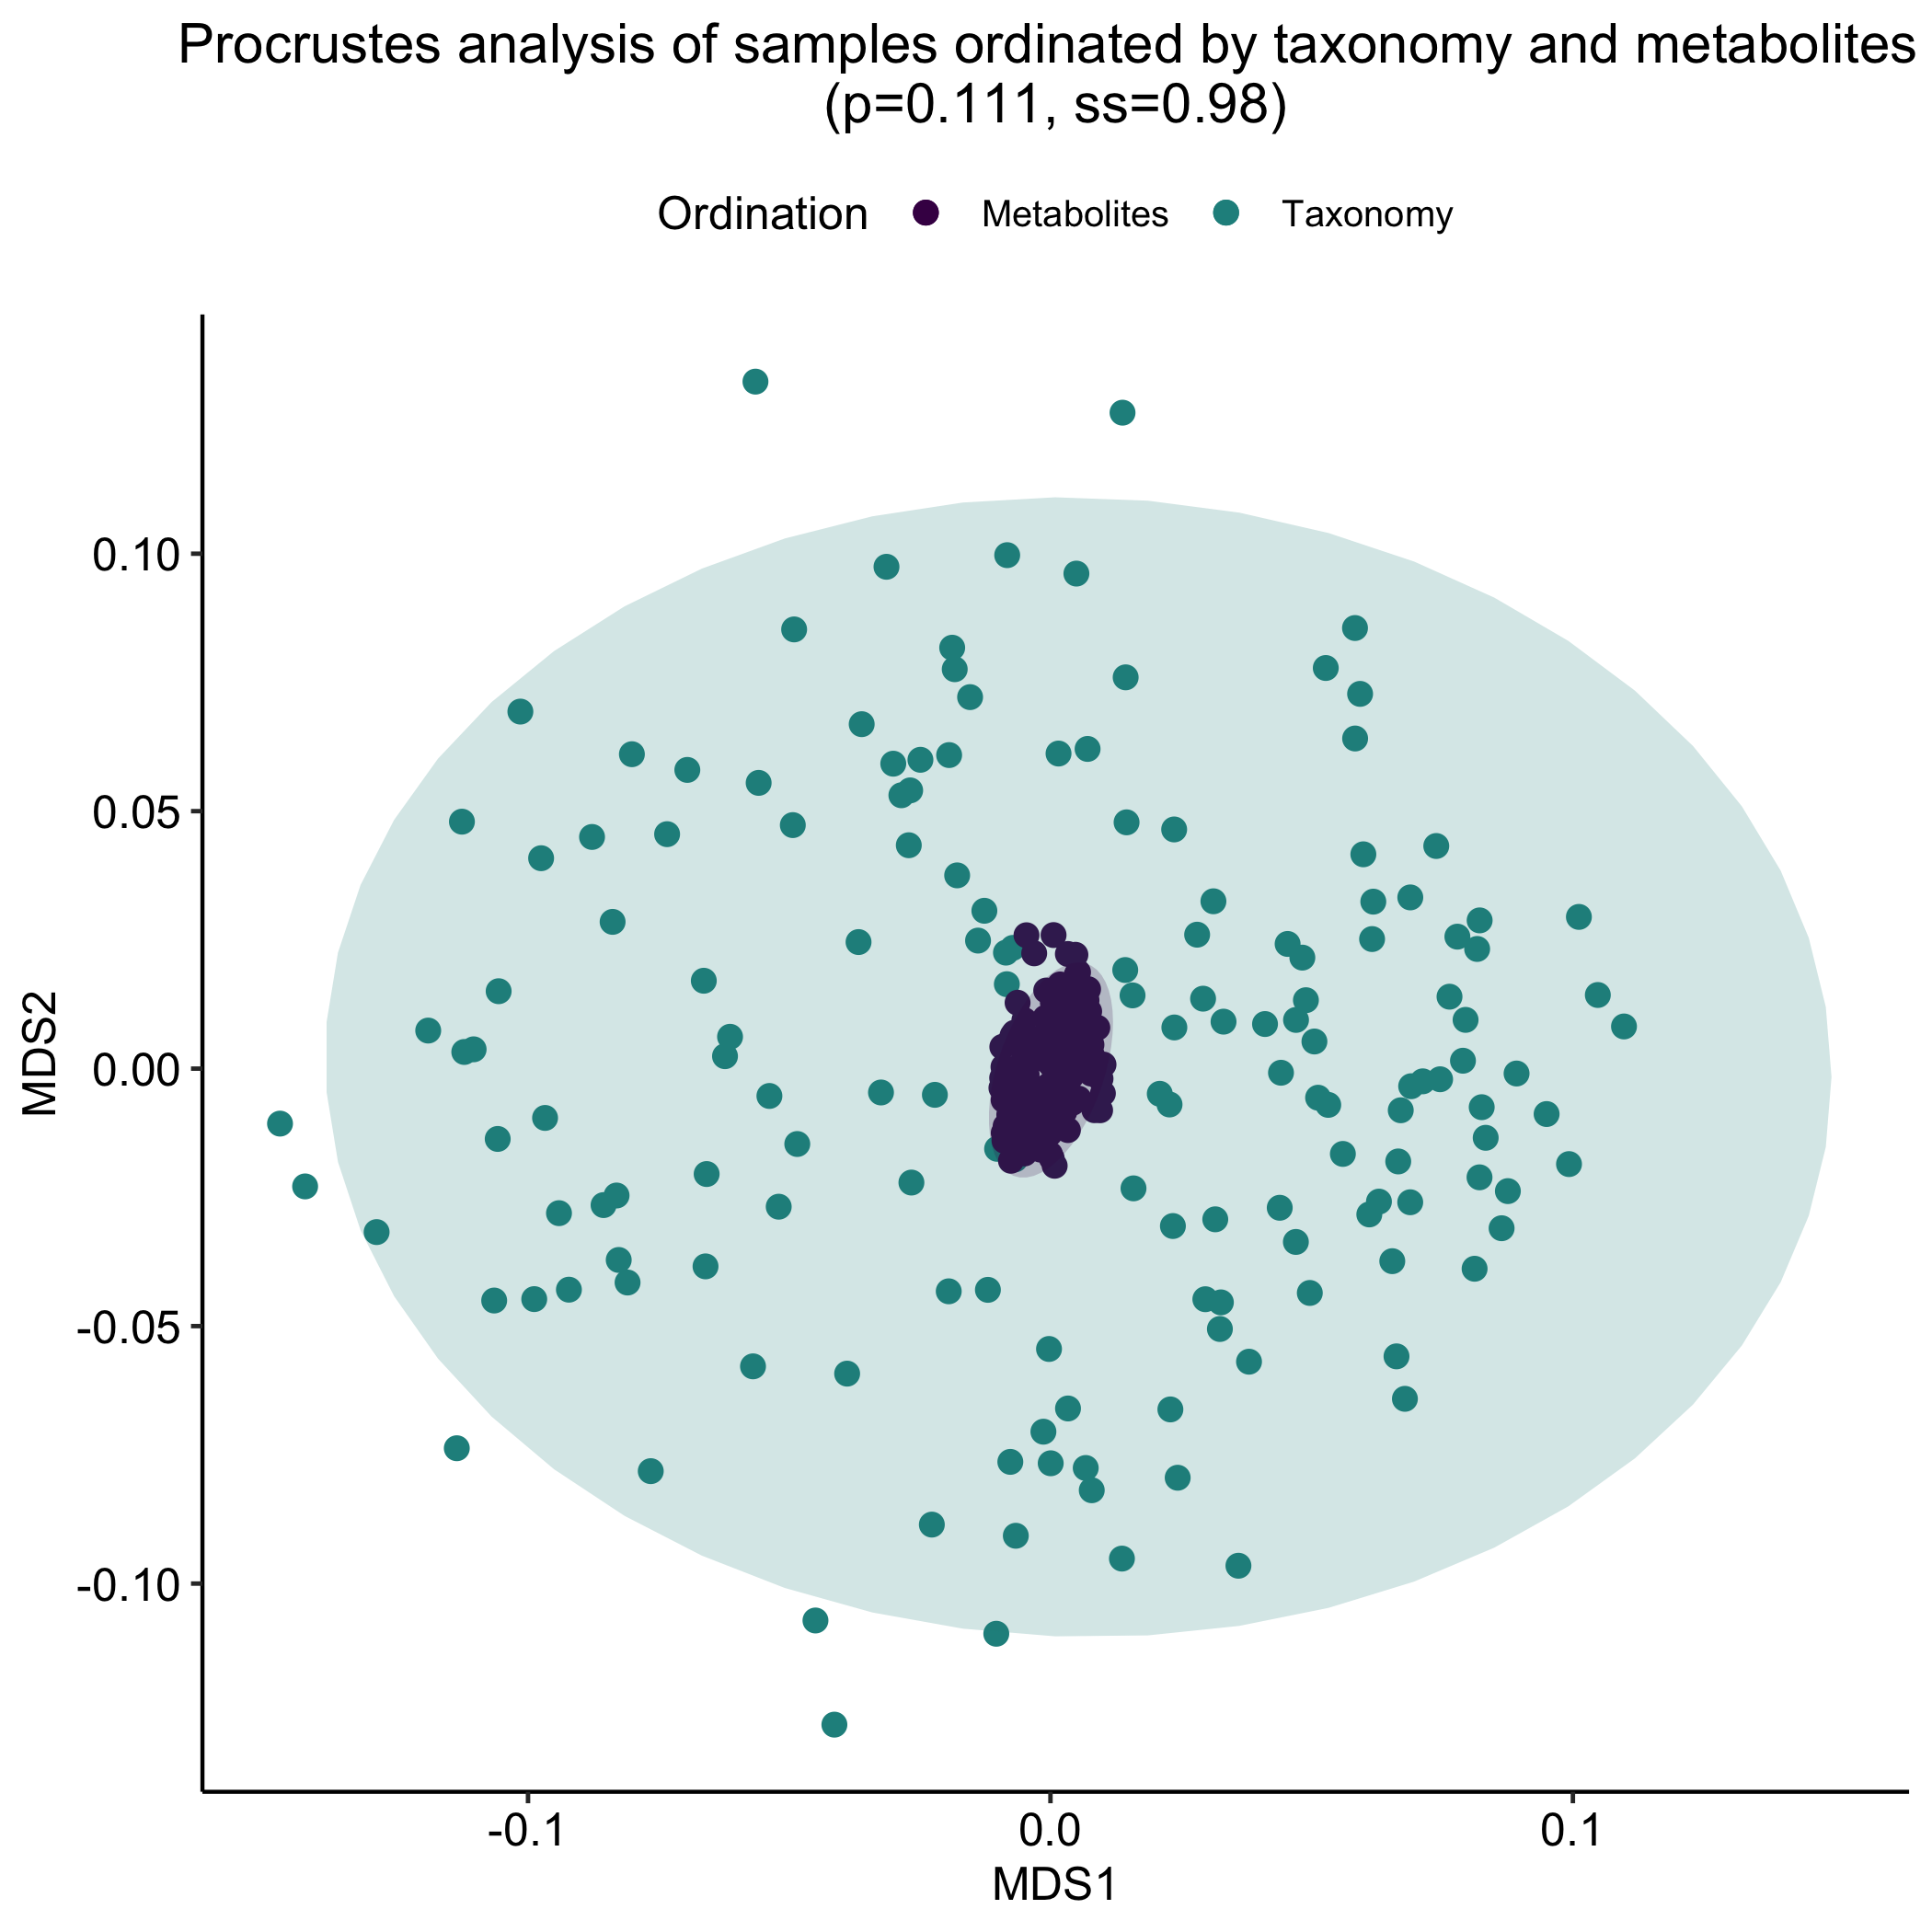 Procrustes analysis of samples ordinated by taxonomy and metabolites
(p=0.111, ss=0.98)
Ordination Metabolites Taxonomy
0.10
0.05
0.00
-0.05
-0.10
MDS2
-0.1 0.0 0.1
MDS1